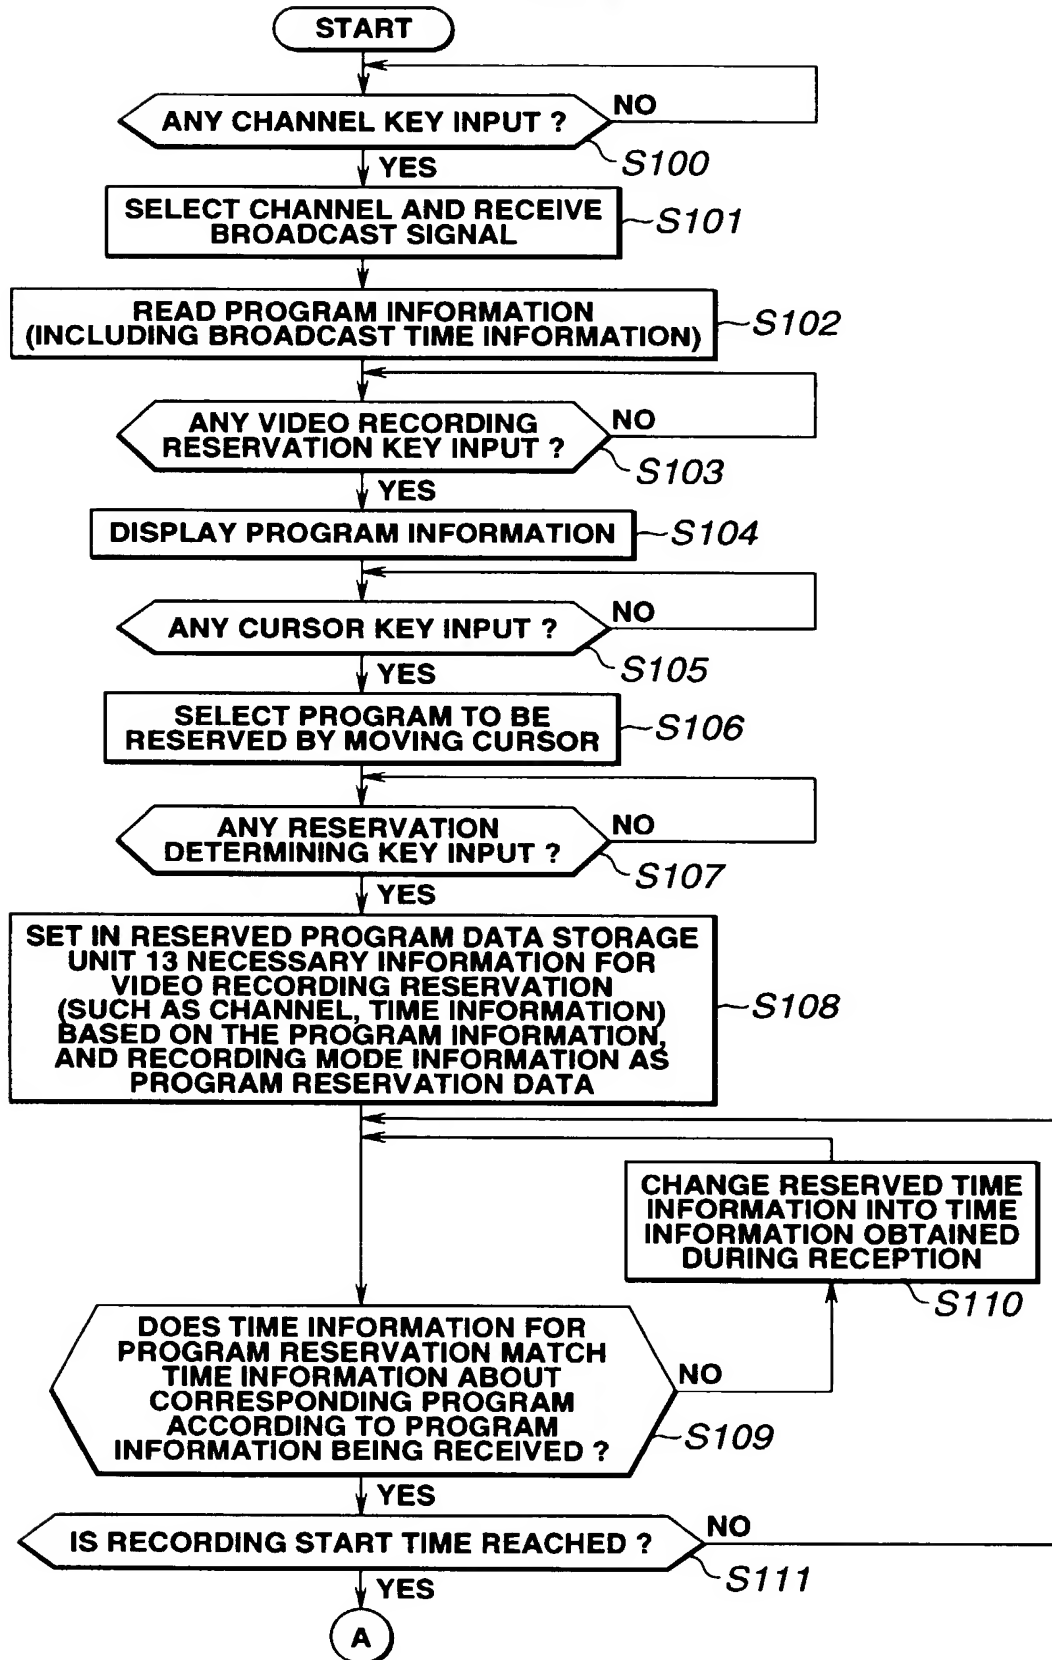 START
ANY CHANNEL KEY INPUT ?
NO
S100
YES
SELECT CHANNEL AND RECEIVE
BROADCAST SIGNAL
S101
READ PROGRAM INFORMATION
(INCLUDING BROADCAST TIME INFORMATION)
S102
ANY VIDEO RECORDING
RESERVATION KEY INPUT ?
NO
S103
YES
DISPLAY PROGRAM INFORMATION
S104
ANY CURSOR KEY INPUT ?
NO
S105
YES
SELECT PROGRAM TO BE
RESERVED BY MOVING CURSOR
S106
ANY RESERVATION
DETERMINING KEY INPUT ?
NO
S107
YES
SET IN RESERVED PROGRAM DATA STORAGE
UNIT 13 NECESSARY INFORMATION FOR
VIDEO RECORDING RESERVATION
(SUCH AS CHANNEL, TIME INFORMATION)
BASED ON THE PROGRAM INFORMATION,
AND RECORDING MODE INFORMATION AS
PROGRAM RESERVATION DATA
S108
CHANGE RESERVED TIME
INFORMATION INTO TIME
INFORMATION OBTAINED
DURING RECEPTION
S110
DOES TIME INFORMATION FOR
PROGRAM RESERVATION MATCH
TIME INFORMATION ABOUT
CORRESPONDING PROGRAM
ACCORDING TO PROGRAM
INFORMATION BEING RECEIVED ?
NO
S109
YES
IS RECORDING START TIME REACHED ?
NO
S111
YES
A